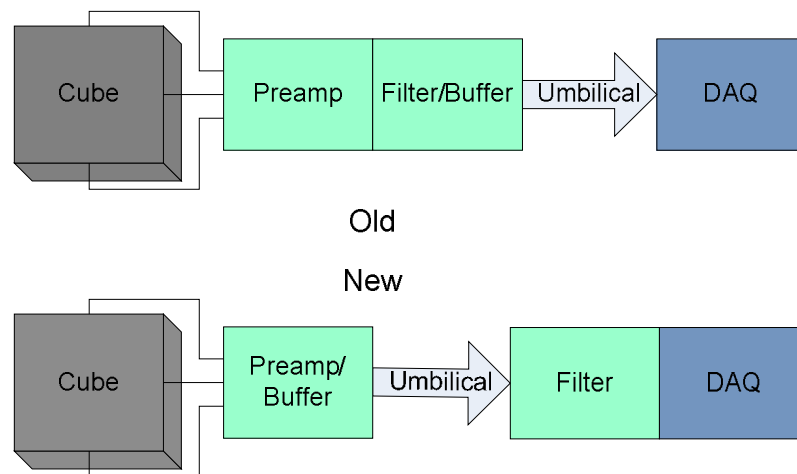 Cube
Preamp
Filter/Buffer
Umbilical
DAQ
Old
New
Cube
Preamp/
Buffer
Umbilical
Filter
DAQ